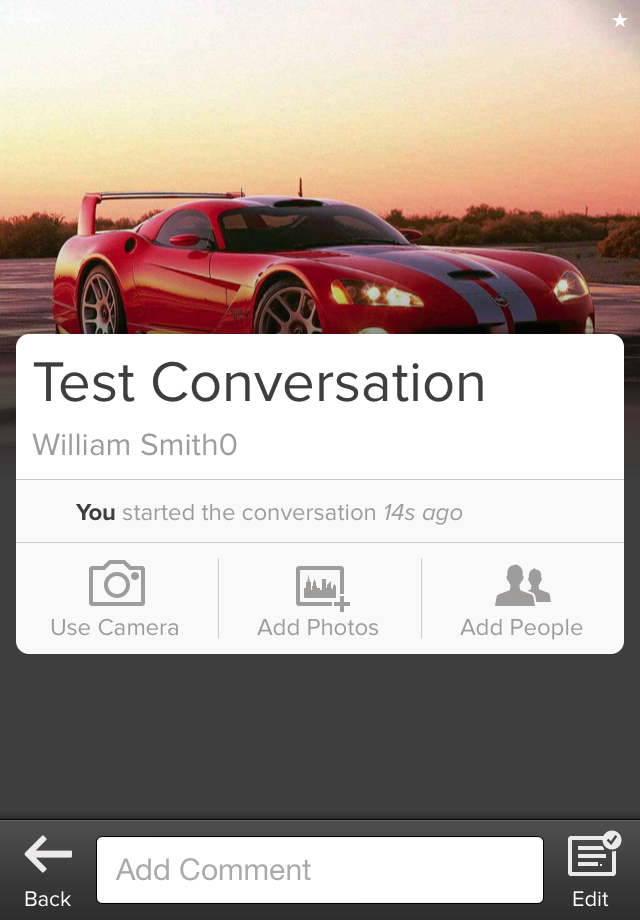 Test Conversation
William Smith0
You started the conversation 14s ago
Use Camera
Add Photos
Add People
Add Comment
Back
Edit